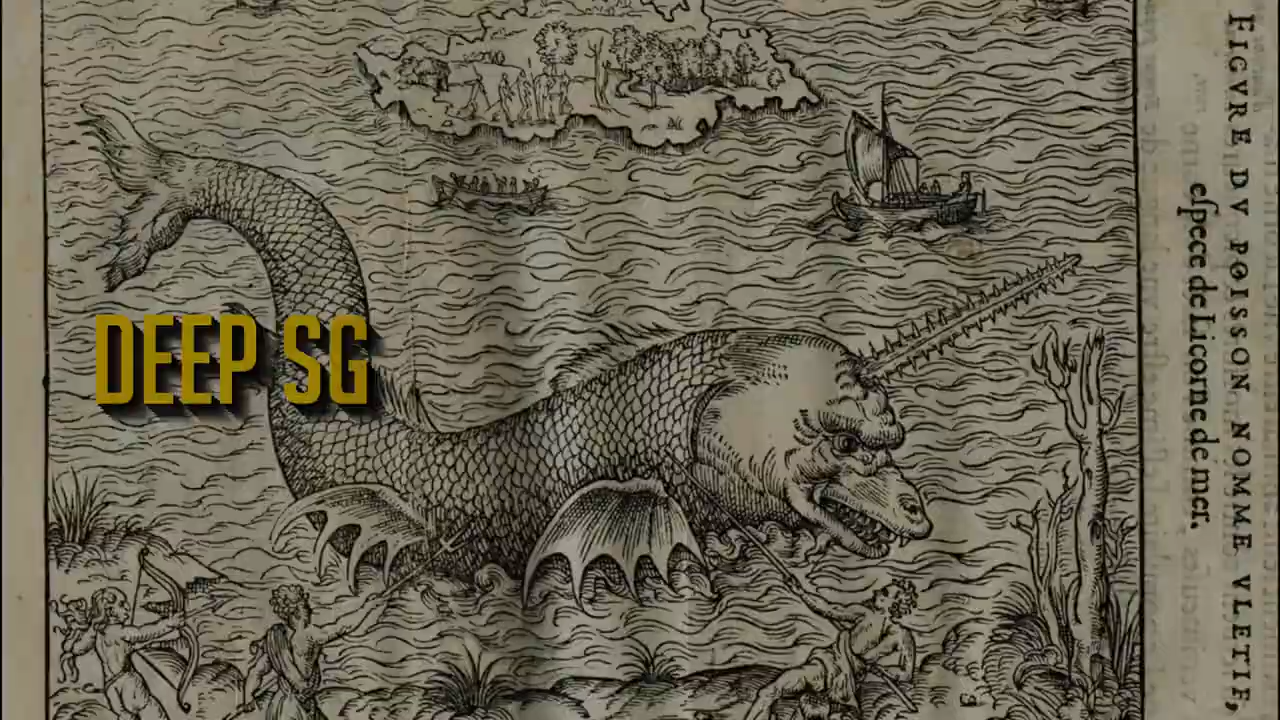 DEEP SG
FIGVRE DV POISSON NOMME VLETIF,
eſpece de Licorne de mer.